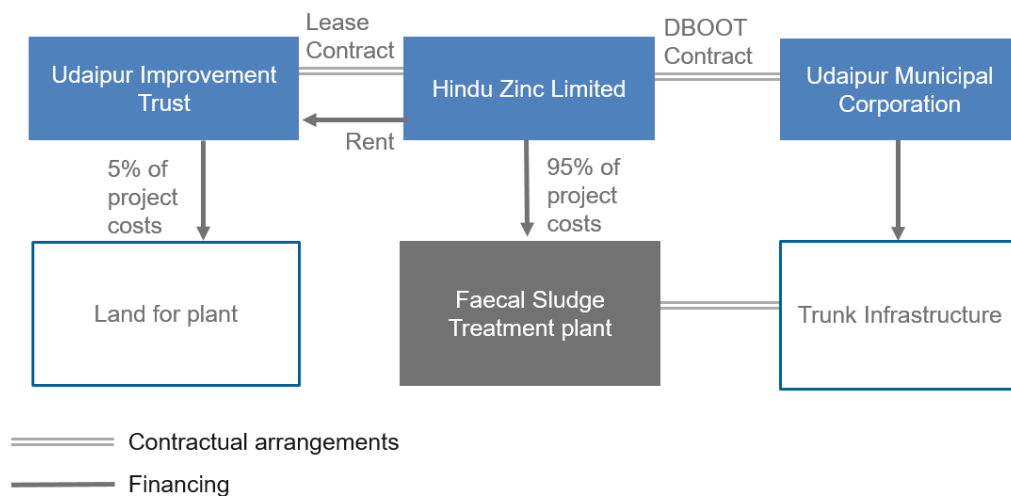 Lease
Contract
DBOOT
Contract
Udaipur Improvement
Trust
Hindu Zinc Limited
Udaipur Municipal
Corporation
Rent
5% of
project
costs
95% of
project
costs
Land for plant
Faecal Sludge
Treatment plant
Trunk Infrastructure
Contractual arrangements
Financing